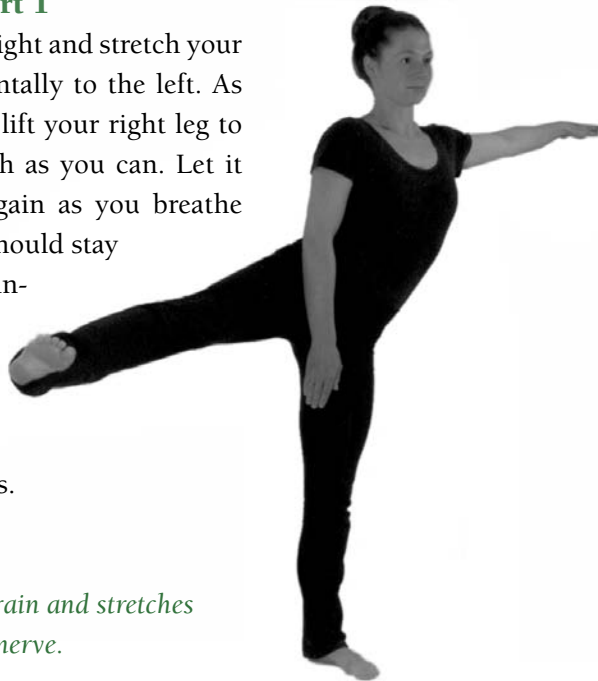 rt 1
ight and stretch your
ntally to the left. As
lift your right leg to
h as you can. Let it
gain as you breathe
hould stay
in-
s.
rain and stretches
nerve.